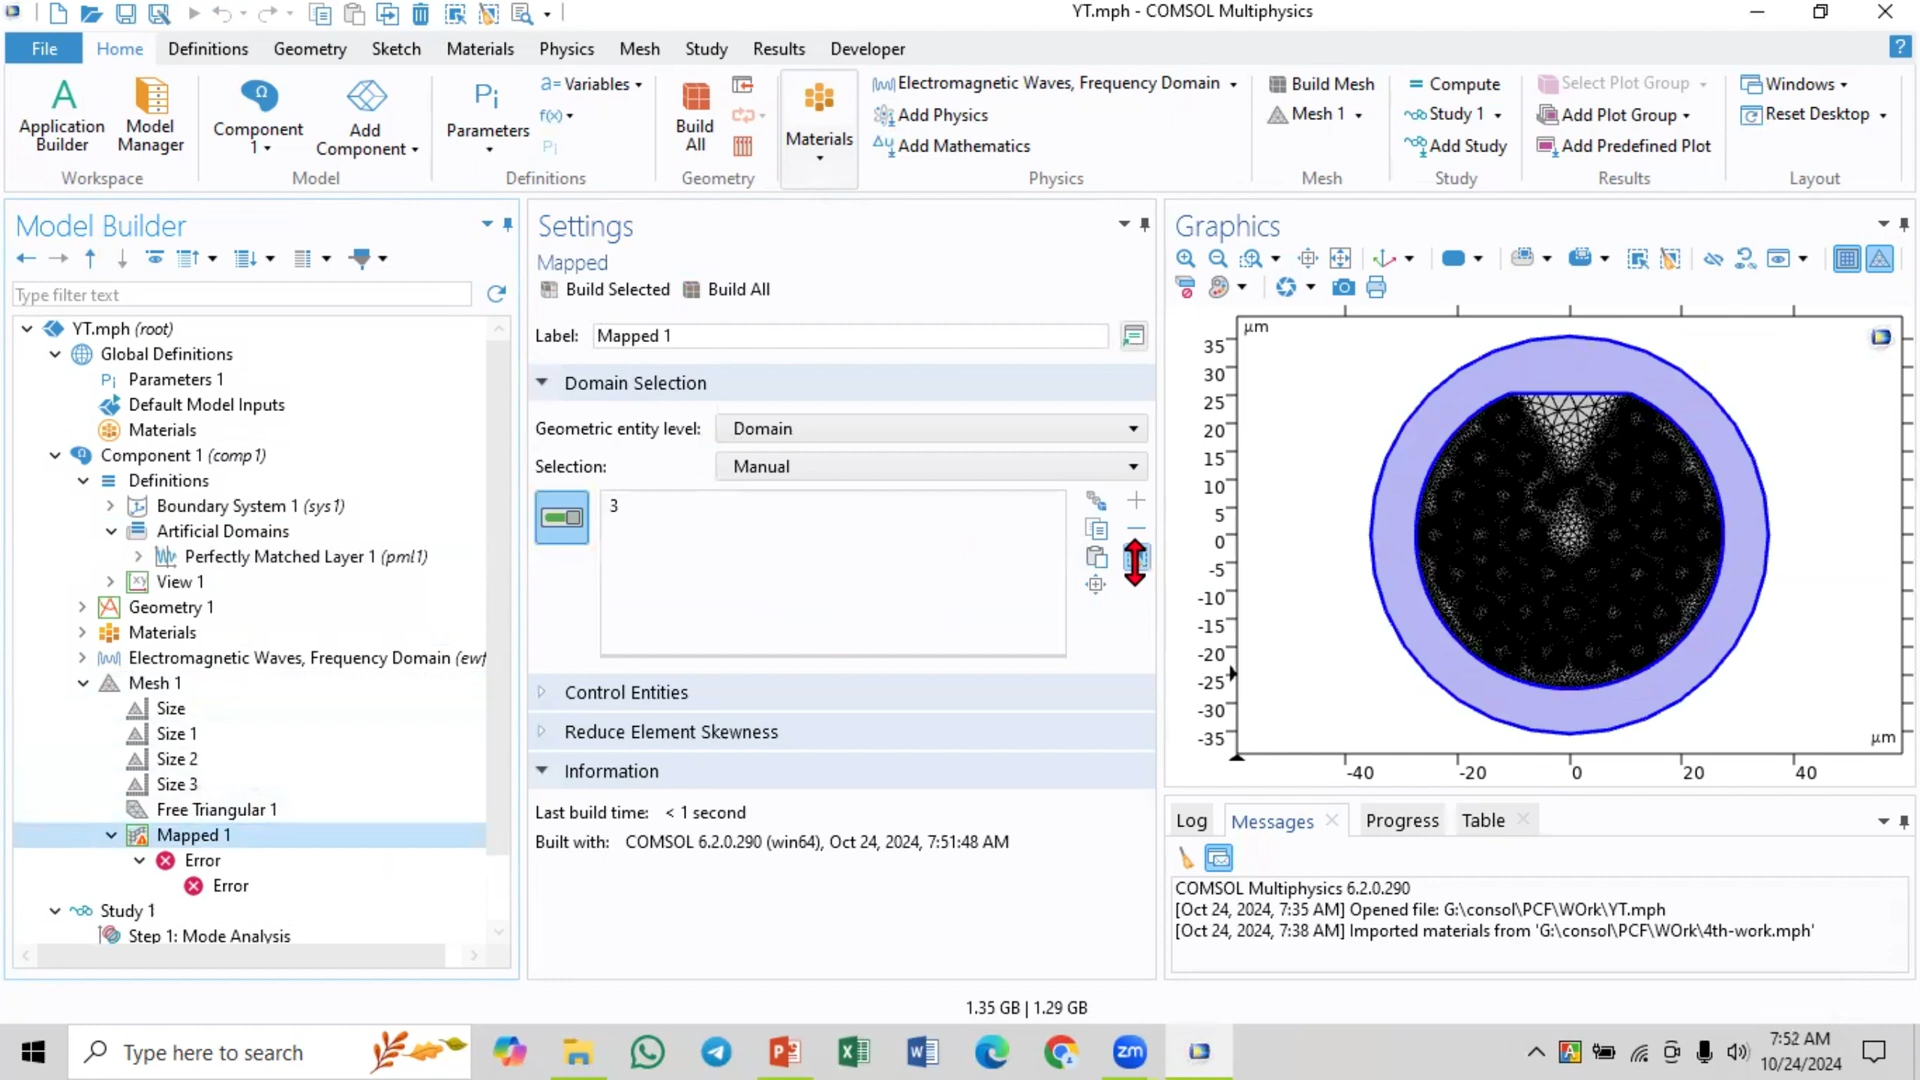 YT.mph - COMSOL Multiphysics
File Home Definitions Geometry Sketch Materials Physics Mesh Study Results Developer
Application Builder
Model Manager
Workspace
Component 1
Add Component
Model
Parameters
a= Variables
f(x)
Pi
Definitions
Build All
Geometry
Materials
Electromagnetic Waves, Frequency Domain
Add Physics
Add Mathematics
Physics
Build Mesh
Mesh 1
Mesh
Compute
Study 1
Add Study
Study
Select Plot Group
Add Plot Group
Add Predefined Plot
Results
Windows
Reset Desktop
Layout
Model Builder
Type filter text
YT.mph (root)
Global Definitions
Pi Parameters 1
Default Model Inputs
Materials
Component 1 (comp1)
Definitions
Boundary System 1 (sys1)
Artificial Domains
Perfectly Matched Layer 1 (pml1)
View 1
Geometry 1
Materials
Electromagnetic Waves, Frequency Domain (ewf
Mesh 1
Size
Size 1
Size 2
Size 3
Free Triangular 1
Mapped 1
Error
Error
Study 1
Step 1: Mode Analysis
Settings
Mapped
Build Selected Build All
Label: Mapped 1
Domain Selection
Geometric entity level: Domain
Selection: Manual
3
Control Entities
Reduce Element Skewness
Information
Last build time: < 1 second
Built with: COMSOL 6.2.0.290 (win64), Oct 24, 2024, 7:51:48 AM
Graphics
µm
35
30
25
20
15
10
5
0
-5
-10
-15
-20
-25
-30
-35
µm
-40 -20 0 20 40
Log Messages Progress Table
COMSOL Multiphysics 6.2.0.290
[Oct 24, 2024, 7:35 AM] Opened file: G:\consol\PCF\WOrk\YT.mph
[Oct 24, 2024, 7:38 AM] Imported materials from 'G:\consol\PCF\WOrk\4th-work.mph'
1.35 GB | 1.29 GB
Type here to search
zm
7:52 AM
10/24/2024